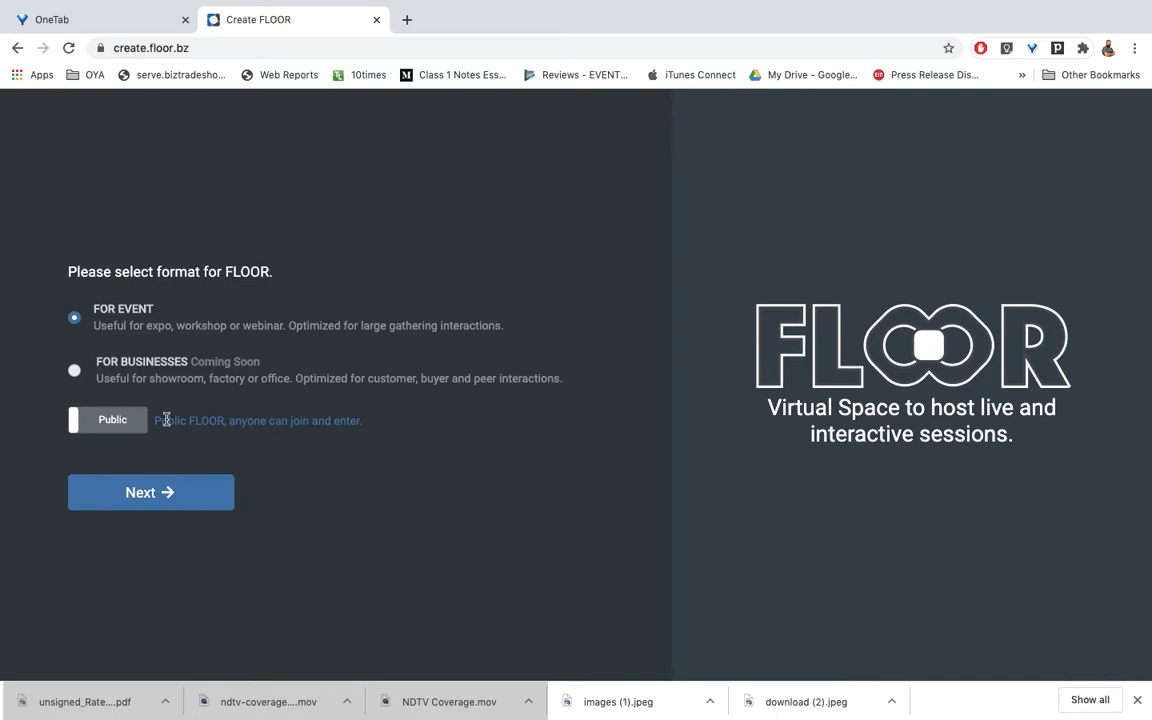 OneTab
Create FLOOR
create.floor.bz
Apps
OYA
serve.biztradesho...
Web Reports
10times
Class 1 Notes Ess...
Reviews - EVENT...
iTunes Connect
My Drive - Google...
Press Release Dis...
»
Other Bookmarks
Please select format for FLOOR.
FOR EVENT
Useful for expo, workshop or webinar. Optimized for large gathering interactions.
FOR BUSINESSES Coming Soon
Useful for showroom, factory or office. Optimized for customer, buyer and peer interactions.
Public
Public FLOOR, anyone can join and enter.
Next →
FLOOR
Virtual Space to host live and
interactive sessions.
unsigned_Rate....pdf
ndtv-coverage....mov
NDTV Coverage.mov
images (1).jpeg
download (2).jpeg
Show all